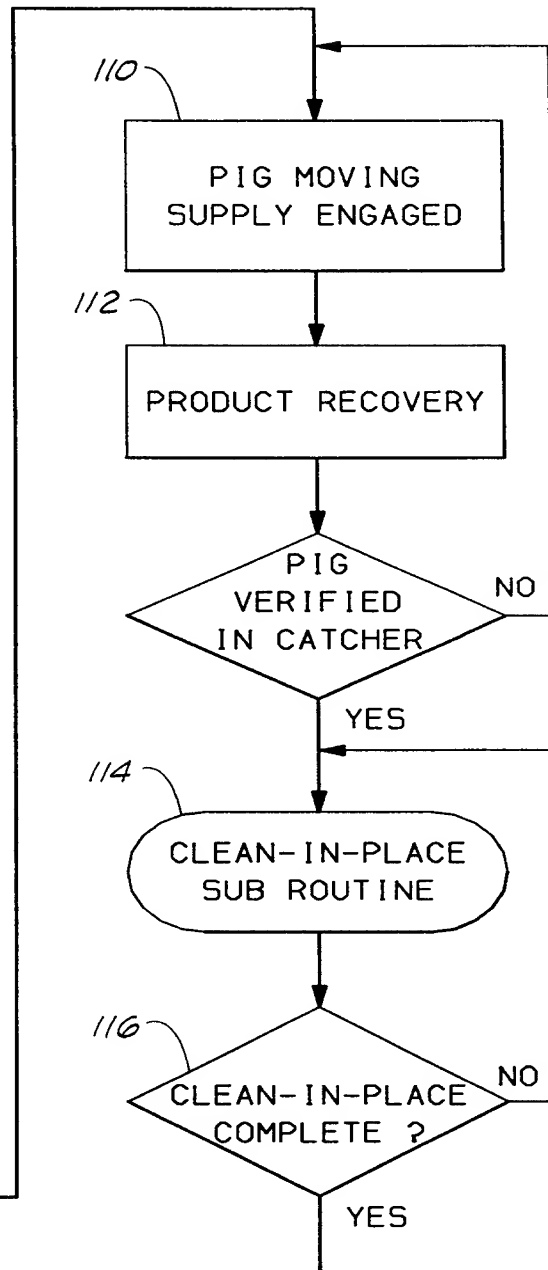 110
PIG MOVING
SUPPLY ENGAGED
112
PRODUCT RECOVERY
PIG
VERIFIED
IN CATCHER
NO
YES
114
CLEAN-IN-PLACE
SUB ROUTINE
116
CLEAN-IN-PLACE
COMPLETE ?
NO
YES